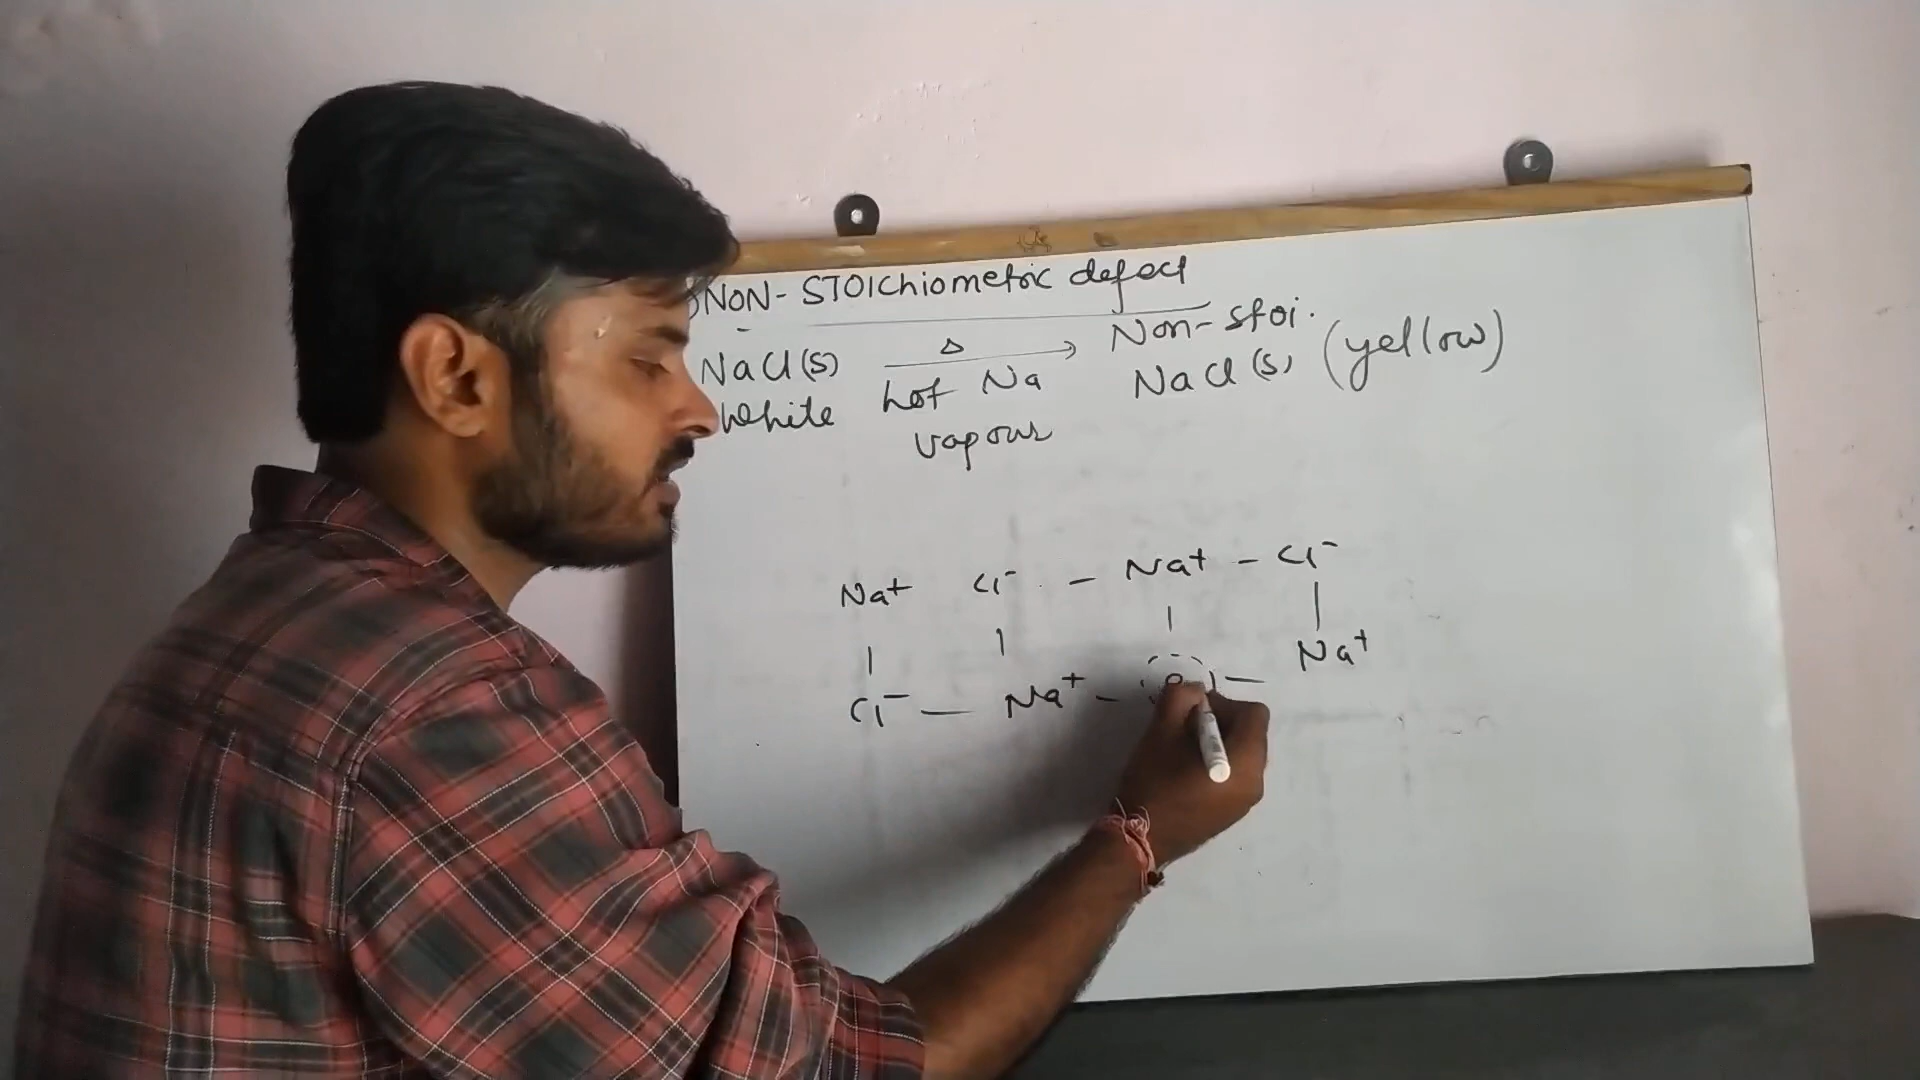 NON-STOIChiometric defect
NaCl(s) Δ Non-stoi.
White hot Na NaCl(s) (yellow)
vapour
Na+ Cl- - Na+ - Cl-
Cl- - Na+ - - Na+